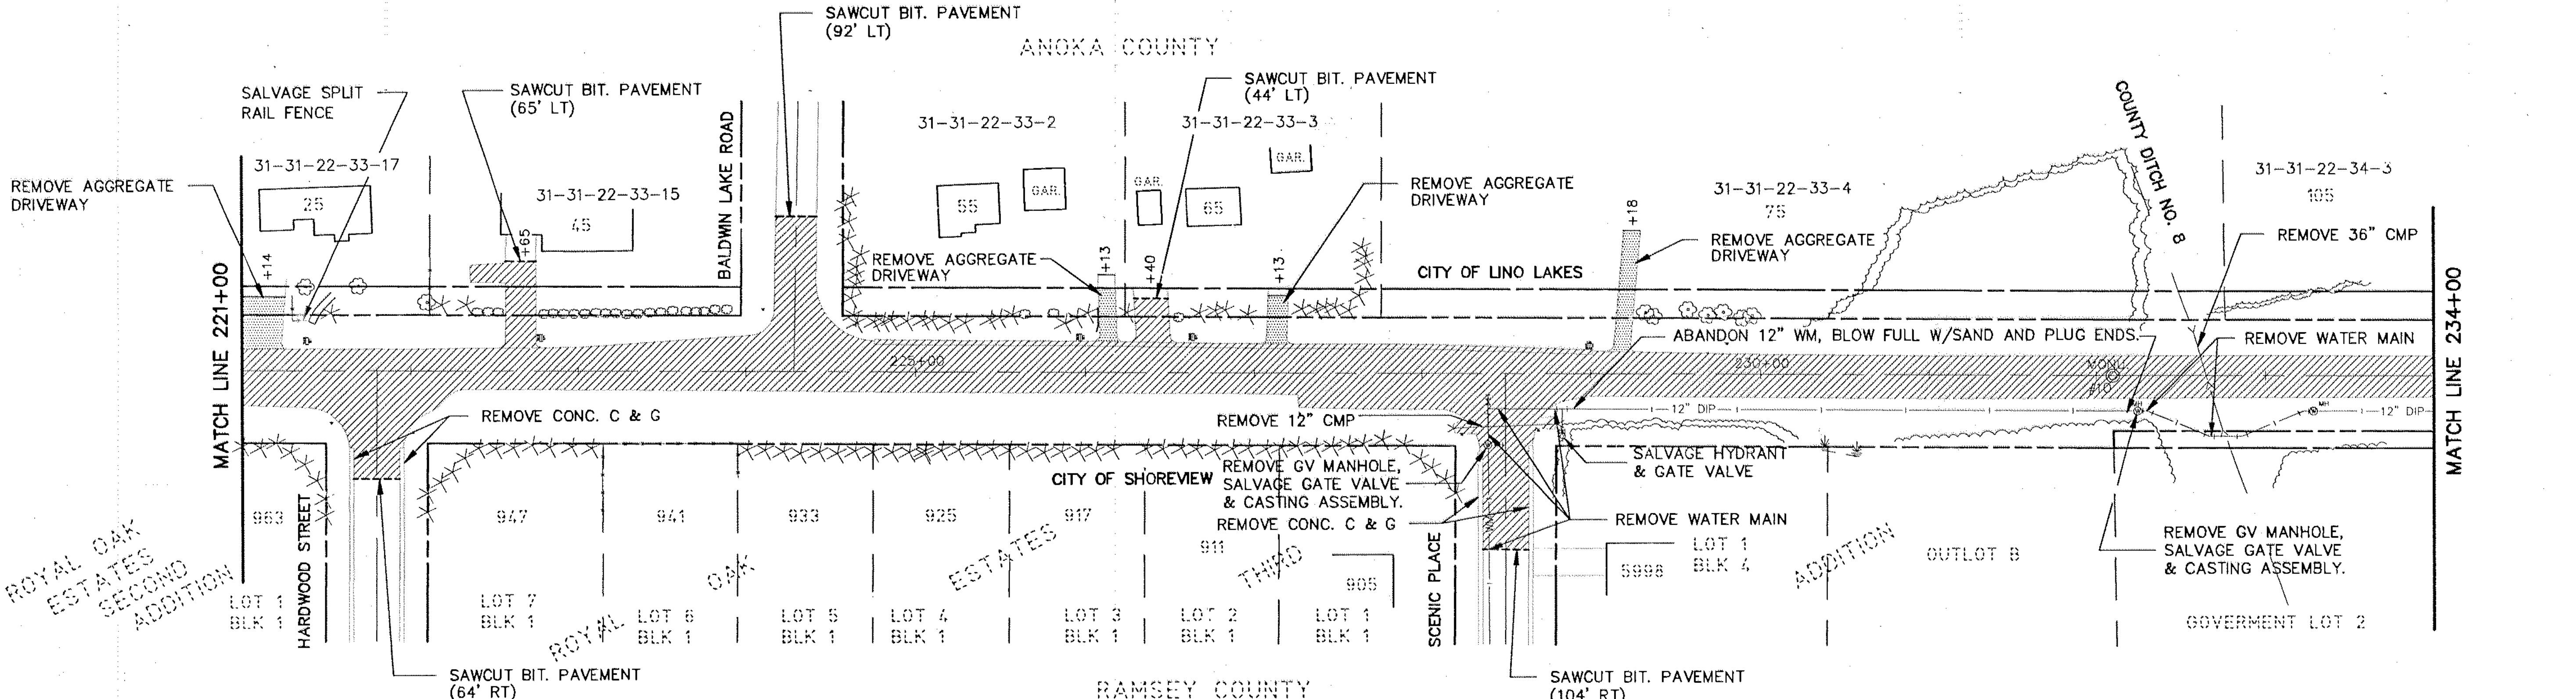 SAWCUT BIT. PAVEMENT
(92' LT)
ANOKA COUNTY
SALVAGE SPLIT
RAIL FENCE
SAWCUT BIT. PAVEMENT
(65' LT)
SAWCUT BIT. PAVEMENT
(44' LT)
BALDWIN LAKE ROAD
31-31-22-33-2
31-31-22-33-3
COUNTY DITCH NO. 8
31-31-22-33-17
31-31-22-33-15
31-31-22-33-4
31-31-22-34-3
REMOVE AGGREGATE
DRIVEWAY
25
45
55
GAR.
GAR.
65
GAR.
REMOVE AGGREGATE
DRIVEWAY
75
105
+14
+65
REMOVE AGGREGATE
DRIVEWAY
+13
+40
+13
+18
REMOVE AGGREGATE
DRIVEWAY
REMOVE 36" CMP
CITY OF LINO LAKES
MATCH LINE 221+00
MATCH LINE 234+00
ABANDON 12" WM, BLOW FULL W/SAND AND PLUG ENDS.
REMOVE WATER MAIN
225+00
230+00
MONU.
#10
REMOVE CONC. C & G
REMOVE 12" CMP
12" DIP
MH
MH
12" DIP
CITY OF SHOREVIEW
REMOVE GV MANHOLE,
SALVAGE GATE VALVE
& CASTING ASSEMBLY.
SALVAGE HYDRANT
& GATE VALVE
REMOVE CONC. C & G
REMOVE WATER MAIN
REMOVE GV MANHOLE,
SALVAGE GATE VALVE
& CASTING ASSEMBLY.
963
947
941
933
925
917
911
905
5998
LOT 1
BLK 4
OUTLOT B
ROYAL OAK
ESTATES
SECOND
ADDITION
HARDWOOD STREET
SCENIC PLACE
ROYAL OAK ESTATES THIRD ADDITION
LOT 1
BLK 1
LOT 7
BLK 1
LOT 6
BLK 1
LOT 5
BLK 1
LOT 4
BLK 1
LOT 3
BLK 1
LOT 2
BLK 1
LOT 1
BLK 1
GOVERMENT LOT 2
SAWCUT BIT. PAVEMENT
(64' RT)
RAMSEY COUNTY
SAWCUT BIT. PAVEMENT
(104' RT)